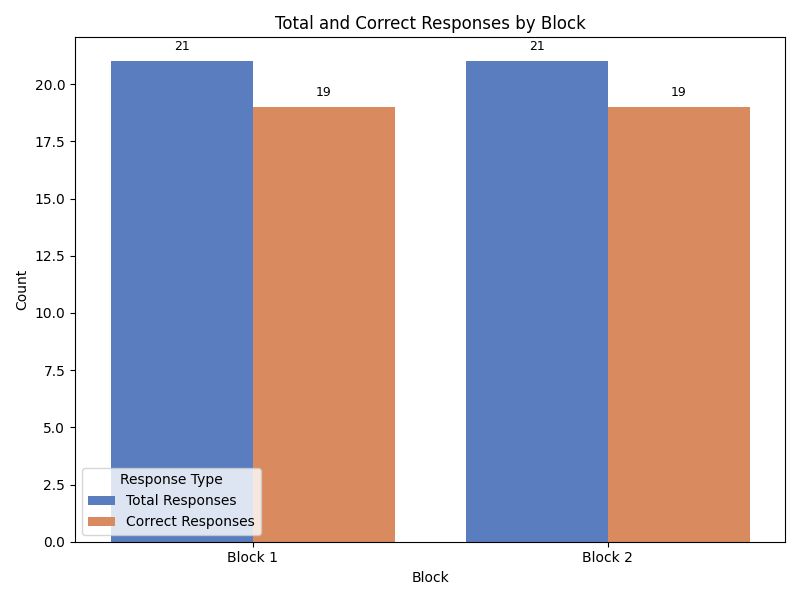 Total and Correct Responses by Block
21
21
19
19
20.0
17.5
15.0
12.5
10.0
7.5
5.0
2.5
0.0
Count
Response Type
Total Responses
Correct Responses
Block 1
Block 2
Block